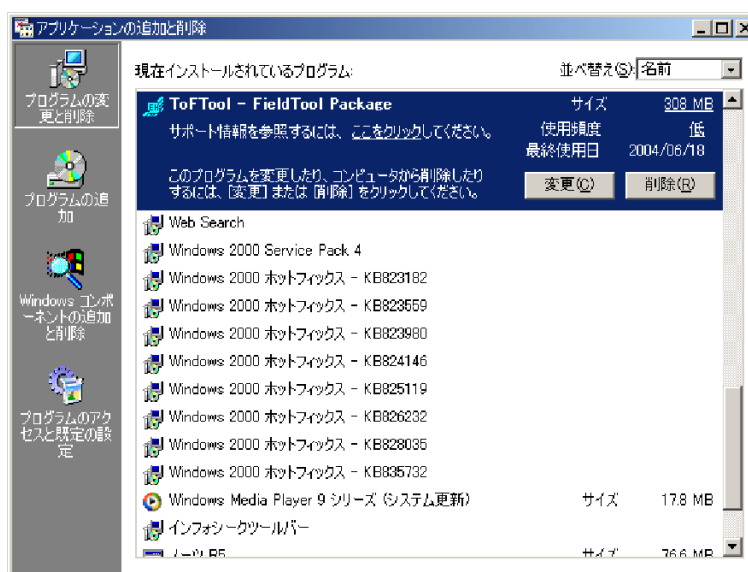 アプリケーションの追加と削除
プログラムの変
更と削除
プログラムの追
加
Windows コンポ
ーネントの追加
と削除
プログラムのアク
セスと既定の設
定
現在インストールされているプログラム:
並べ替え(S): 名前
ToFTool - FieldTool Package
サイズ 308 MB
サポート情報を参照するには、ここをクリックしてください。
使用頻度 低
最終使用日 2004/06/18
このプログラムを変更したり、コンピュータから削除したり
するには、[変更] または [削除] をクリックしてください。
変更(C) 削除(R)
Web Search
Windows 2000 Service Pack 4
Windows 2000 ホットフィックス - KB823182
Windows 2000 ホットフィックス - KB823559
Windows 2000 ホットフィックス - KB823980
Windows 2000 ホットフィックス - KB824146
Windows 2000 ホットフィックス - KB825119
Windows 2000 ホットフィックス - KB826232
Windows 2000 ホットフィックス - KB828035
Windows 2000 ホットフィックス - KB835732
Windows Media Player 9 シリーズ (システム更新) サイズ 17.8 MB
インフォシークツールバー
ノーツ R5 サイズ 76.6 MB